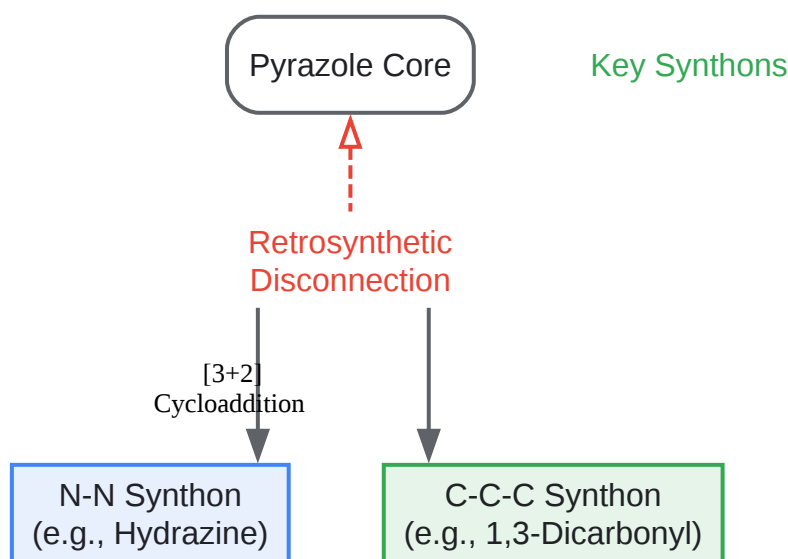 Pyrazole Core
Key Synthons
Retrosynthetic
Disconnection
[3+2]
Cycloaddition
N-N Synthon
(e.g., Hydrazine)
C-C-C Synthon
(e.g., 1,3-Dicarbonyl)